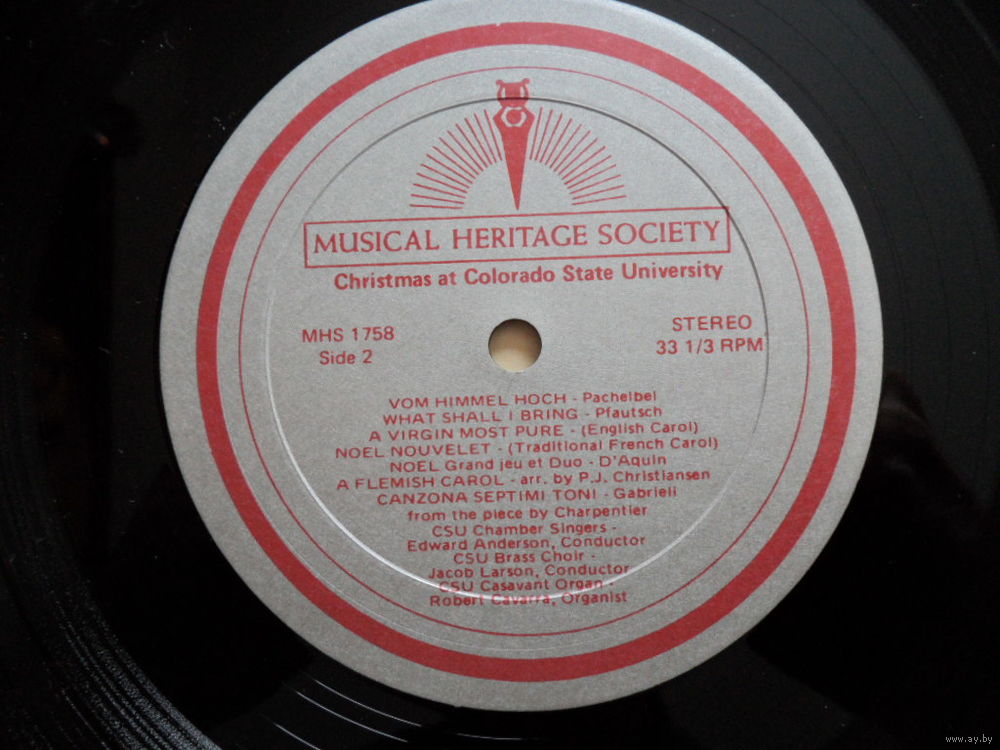 MUSICAL HERITAGE SOCIETY
Christmas at Colorado State University
MHS 1758
Side 2
STEREO
33 1/3 RPM
VOM HIMMEL HOCH - Pachelbel
WHAT SHALL I BRING - Pfautsch
A VIRGIN MOST PURE - (English Carol)
NOEL NOUVELET - (Traditional French Carol)
NOEL Grand jeu et Duo - D'Aquin
A FLEMISH CAROL - arr. by P.J. Christiansen
CANZONA SEPTIMI TONI - Gabrieli
from the piece by Charpentier
CSU Chamber Singers -
Edward Anderson, Conductor
CSU Brass Choir -
Jacob Larson, Conductor
CSU Casavant Organ -
Robert Cavarra, Organist
www.ay.by